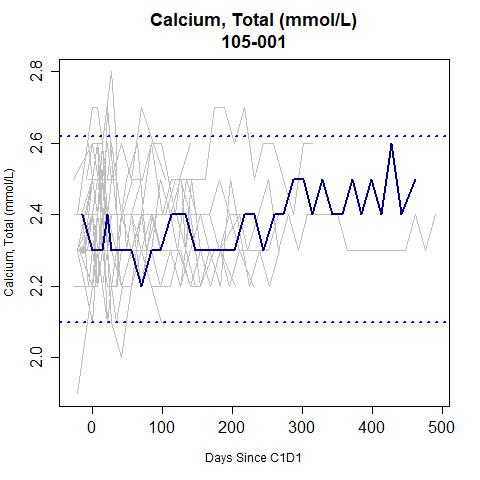 Calcium, Total (mmol/L)
105-001
Calcium, Total (mmol/L)
2.8
2.6
2.4
2.2
2.0
0 100 200 300 400 500
Days Since C1D1